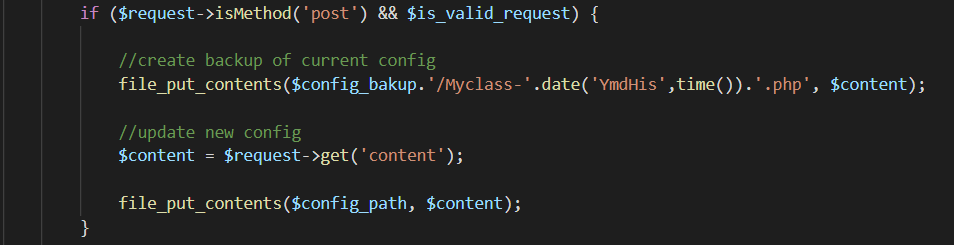 if ($request->isMethod('post') && $is_valid_request) {
//create backup of current config
file_put_contents($config_bakup.'/Myclass-'.date('YmdHis',time()).'.php', $content);
//update new config
$content = $request->get('content');
file_put_contents($config_path, $content);
}